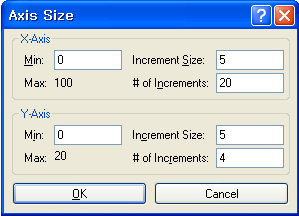 Axis Size
X-Axis
Min: 0 Increment Size: 5
Max: 100 # of Increments: 20
Y-Axis
Min: 0 Increment Size: 5
Max: 20 # of Increments: 4
OK Cancel